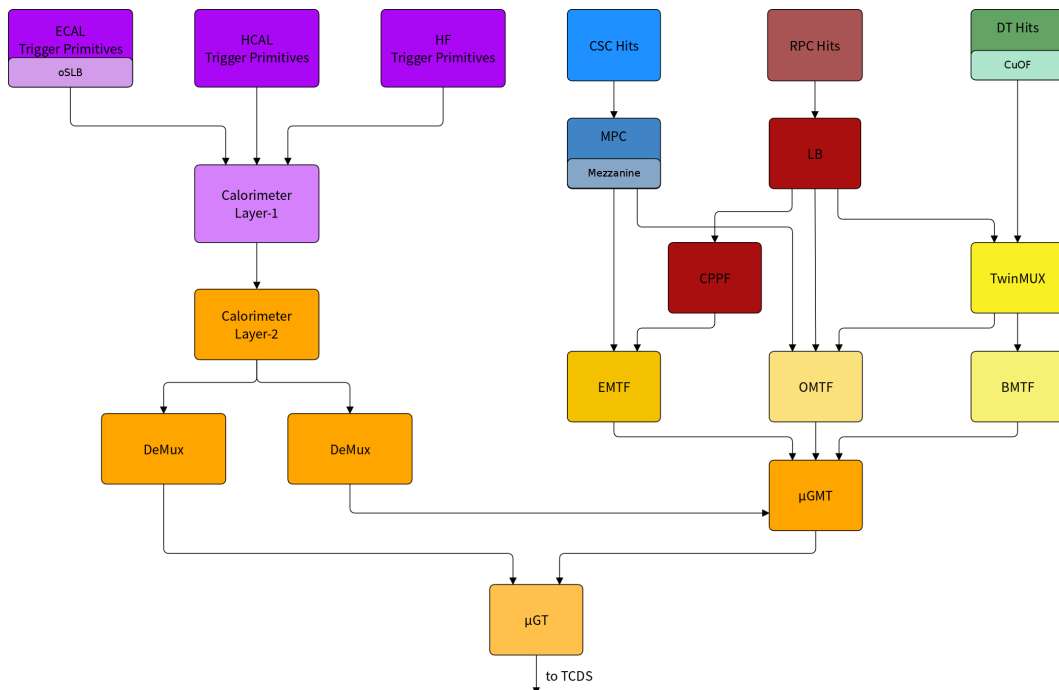 ECAL
Trigger Primitives
oSLB
HCAL
Trigger Primitives
HF
Trigger Primitives
CSC Hits
RPC Hits
DT Hits
CuOF
MPC
Mezzanine
LB
Calorimeter
Layer-1
CPPF
TwinMUX
Calorimeter
Layer-2
EMTF
OMTF
BMTF
DeMux
DeMux
µGMT
µGT
to TCDS